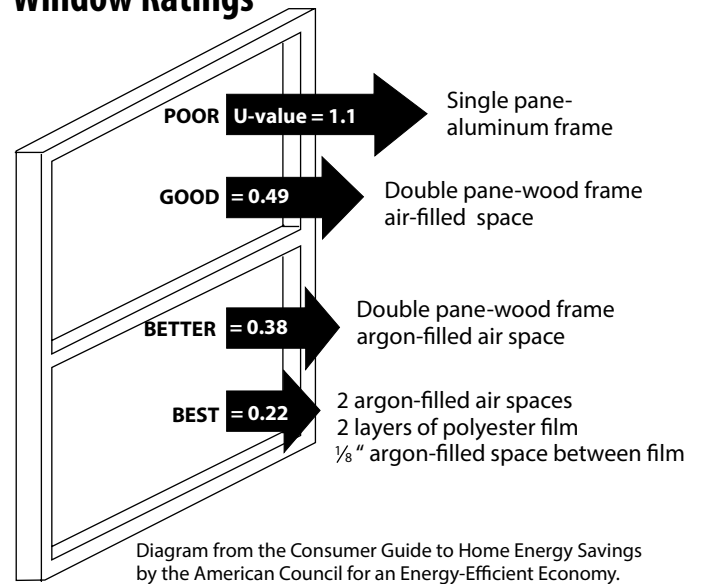 Window Ratings
POOR U-value = 1.1
Single pane-
aluminum frame
GOOD = 0.49
Double pane-wood frame
air-filled space
BETTER = 0.38
Double pane-wood frame
argon-filled air space
BEST = 0.22
2 argon-filled air spaces
2 layers of polyester film
⅛ " argon-filled space between film
Diagram from the Consumer Guide to Home Energy Savings
by the American Council for an Energy-Efficient Economy.